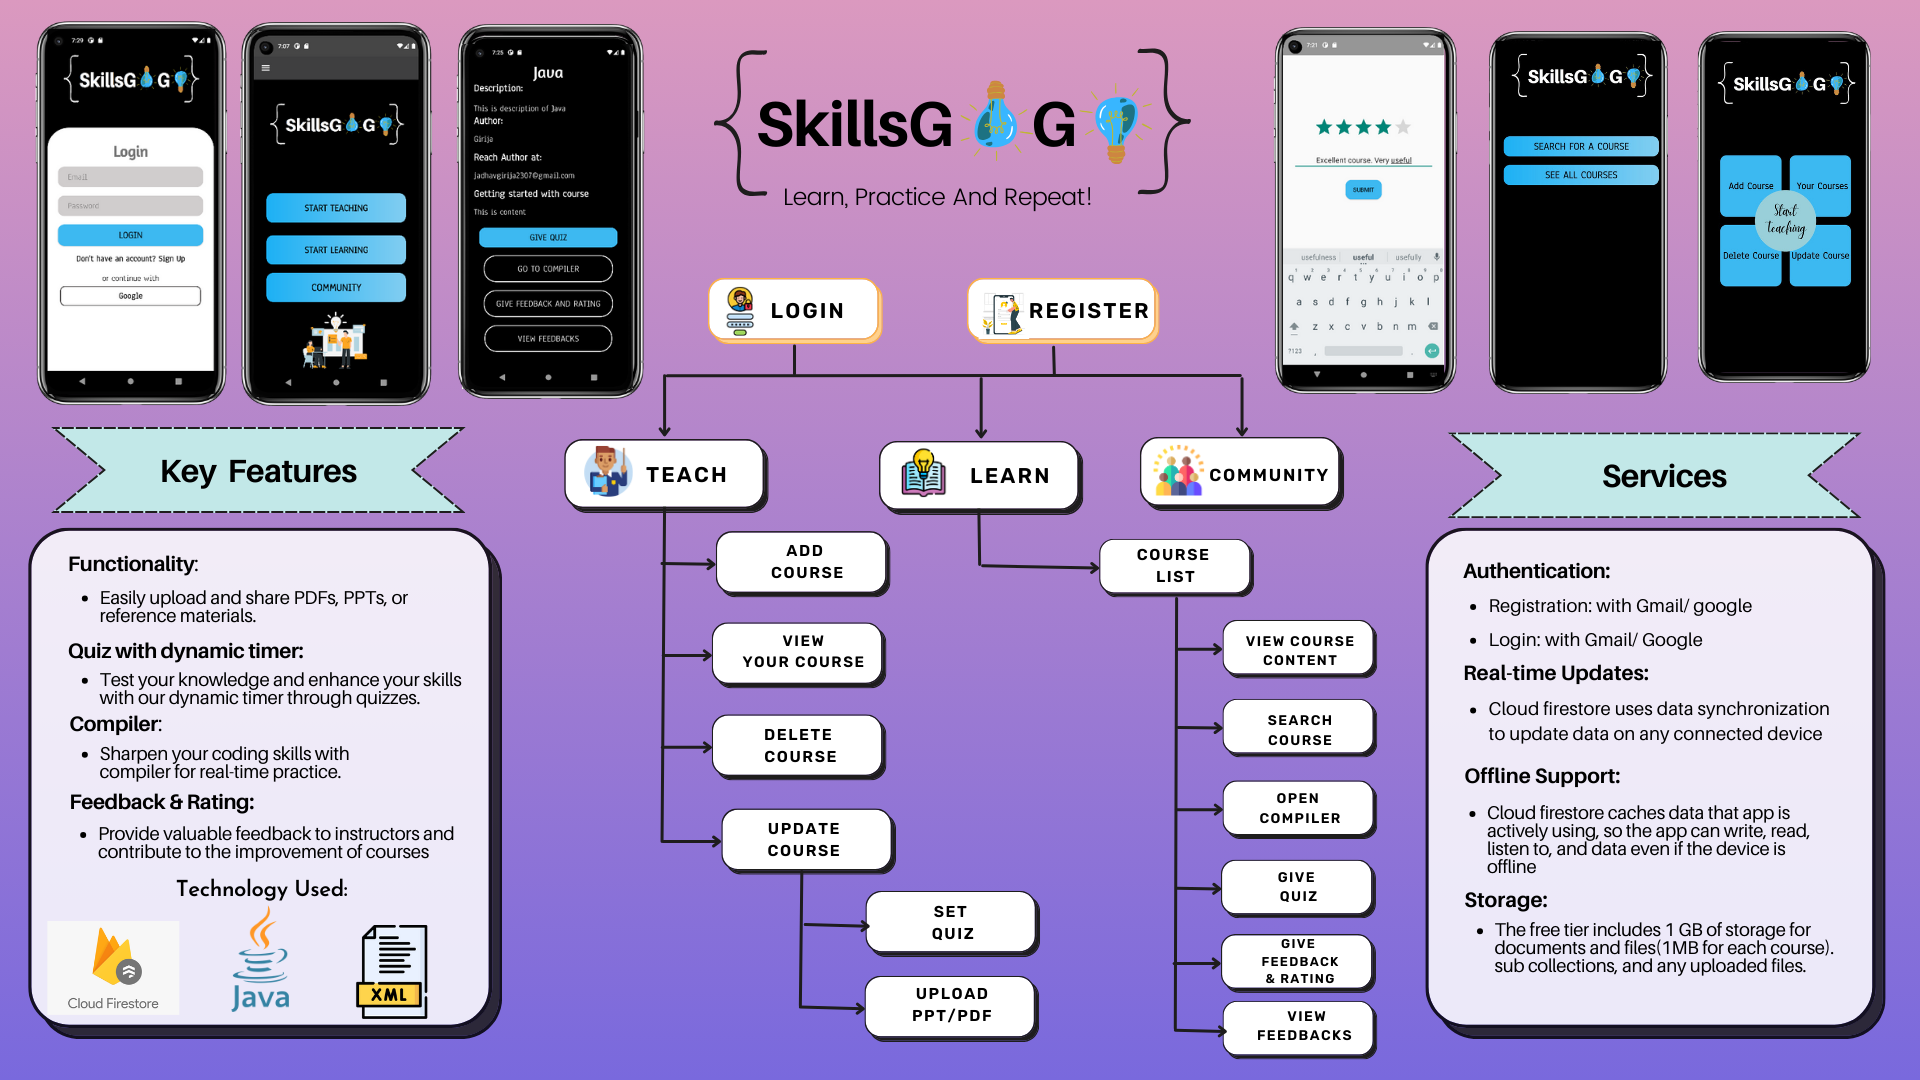 7:29
SkillsG G
Login
Email
Password
LOGIN
Don't have an account? Sign Up
or continue with
Google
7:07
SkillsG G
START TEACHING
START LEARNING
COMMUNITY
7:25
Java
Description:
This is description of Java
Author:
Girija
Reach Author at:
jadhavgirija2307@gmail.com
Getting started with course
This is content
GIVE QUIZ
GO TO COMPILER
GIVE FEEDBACK AND RATING
VIEW FEEDBACKS
SkillsG G
Learn, Practice And Repeat!
7:21
Excellent course. Very useful
SUBMIT
usefulness useful usefully
1 2 3 4 5 6 7 8 9 0
q w e r t y u i o p
a s d f g h j k l
z x c v b n m
?123 , .
SkillsG G
SEARCH FOR A COURSE
SEE ALL COURSES
SkillsG G
Add Course
Your Courses
Start
teaching
Delete Course
Update Course
LOGIN
REGISTER
TEACH
LEARN
COMMUNITY
ADD
COURSE
VIEW
YOUR COURSE
DELETE
COURSE
UPDATE
COURSE
SET
QUIZ
UPLOAD
PPT/PDF
COURSE
LIST
VIEW COURSE
CONTENT
SEARCH
COURSE
OPEN
COMPILER
GIVE
QUIZ
GIVE
FEEDBACK
& RATING
VIEW
FEEDBACKS
Key Features
Functionality:
• Easily upload and share PDFs, PPTs, or
reference materials.
Quiz with dynamic timer:
• Test your knowledge and enhance your skills
with our dynamic timer through quizzes.
Compiler:
• Sharpen your coding skills with
compiler for real-time practice.
Feedback & Rating:
• Provide valuable feedback to instructors and
contribute to the improvement of courses
Technology Used:
Cloud Firestore
Java
XML
Services
Authentication:
• Registration: with Gmail/ google
• Login: with Gmail/ Google
Real-time Updates:
• Cloud firestore uses data synchronization
to update data on any connected device
Offline Support:
• Cloud firestore caches data that app is
actively using, so the app can write, read,
listen to, and data even if the device is
offline
Storage:
• The free tier includes 1 GB of storage for
documents and files(1MB for each course).
sub collections, and any uploaded files.